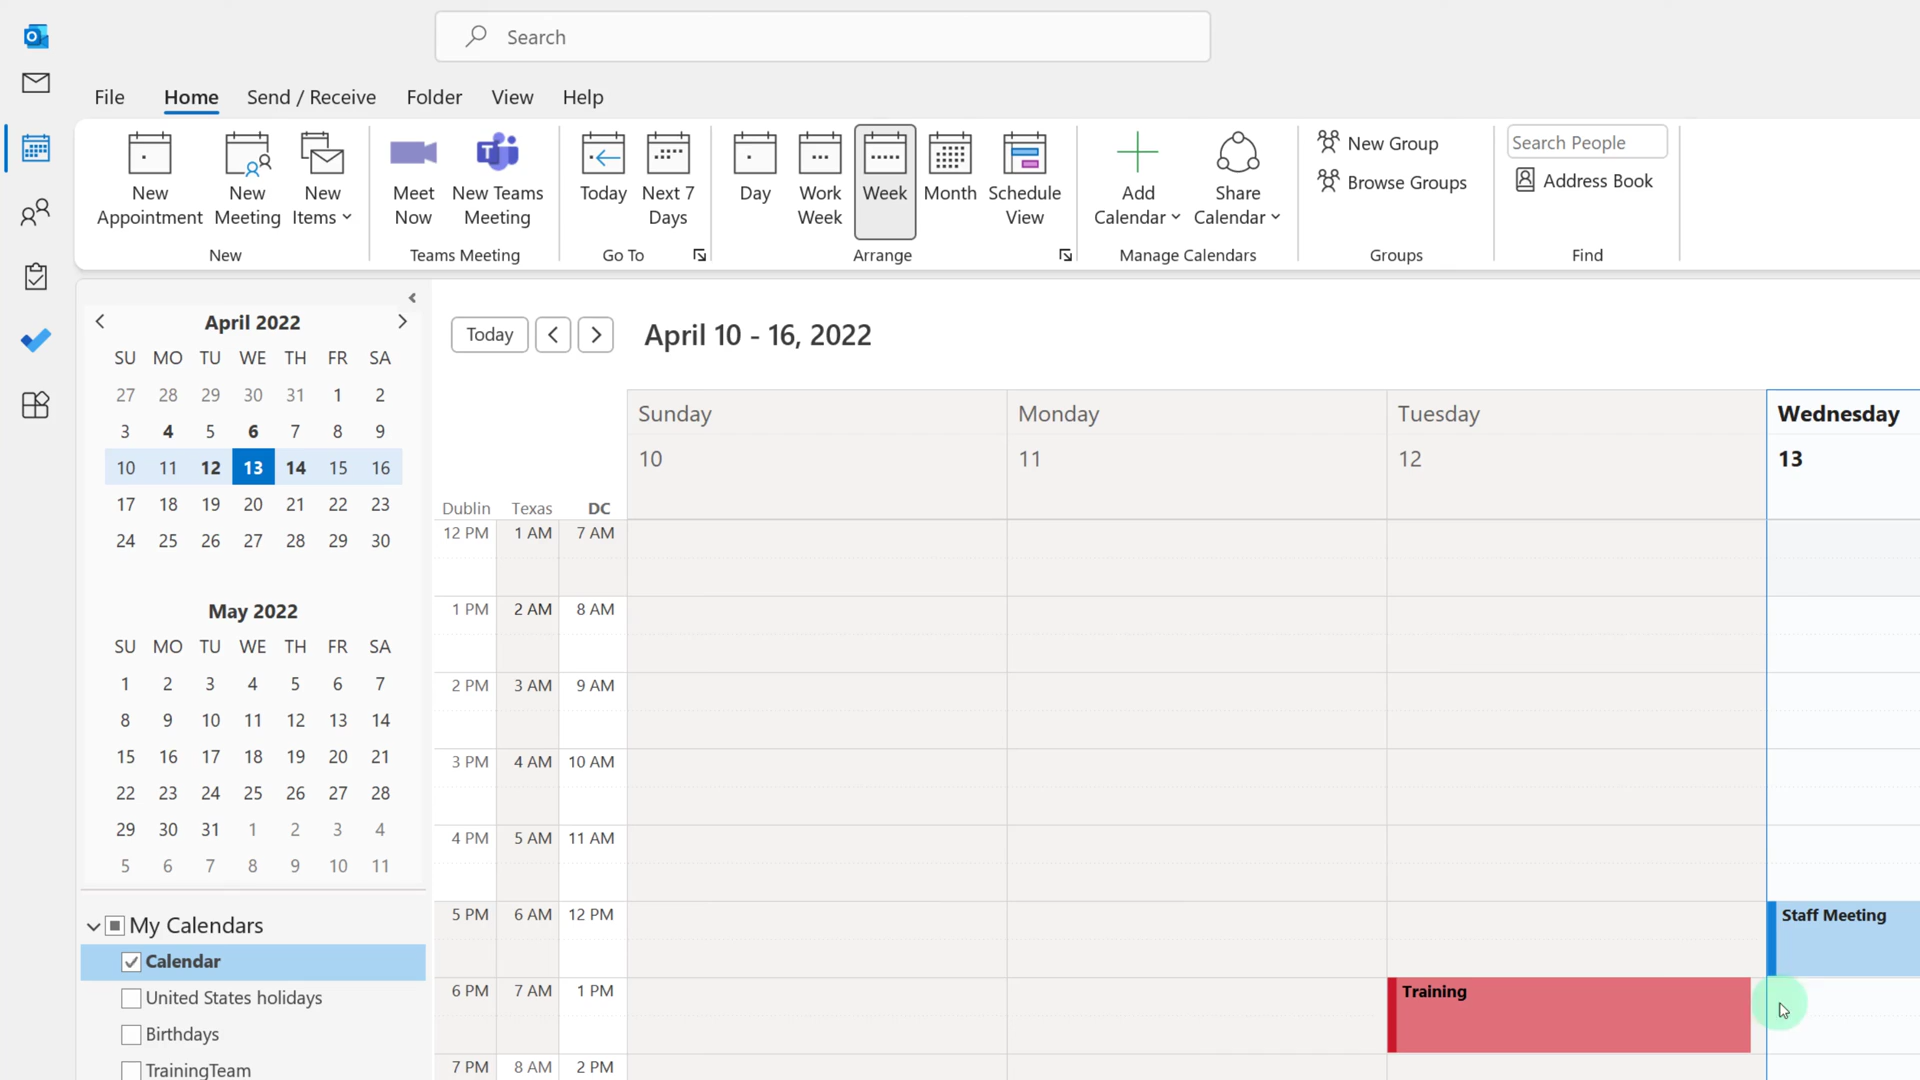 Search
File Home Send / Receive Folder View Help
New Appointment New Meeting New Items Meet Now New Teams Meeting Today Next 7 Days Day Work Week Week Month Schedule View Add Calendar Share Calendar New Group Browse Groups Search People Address Book
New Teams Meeting Go To Arrange Manage Calendars Groups Find
April 2022
SU MO TU WE TH FR SA
27 28 29 30 31 1 2
3 4 5 6 7 8 9
10 11 12 13 14 15 16
17 18 19 20 21 22 23
24 25 26 27 28 29 30
May 2022
SU MO TU WE TH FR SA
1 2 3 4 5 6 7
8 9 10 11 12 13 14
15 16 17 18 19 20 21
22 23 24 25 26 27 28
29 30 31 1 2 3 4
5 6 7 8 9 10 11
My Calendars
Calendar
United States holidays
Birthdays
TrainingTeam
Today April 10 - 16, 2022
Sunday Monday Tuesday Wednesday
10 11 12 13
Dublin Texas DC
12 PM 1 AM 7 AM
1 PM 2 AM 8 AM
2 PM 3 AM 9 AM
3 PM 4 AM 10 AM
4 PM 5 AM 11 AM
5 PM 6 AM 12 PM Staff Meeting
6 PM 7 AM 1 PM Training
7 PM 8 AM 2 PM